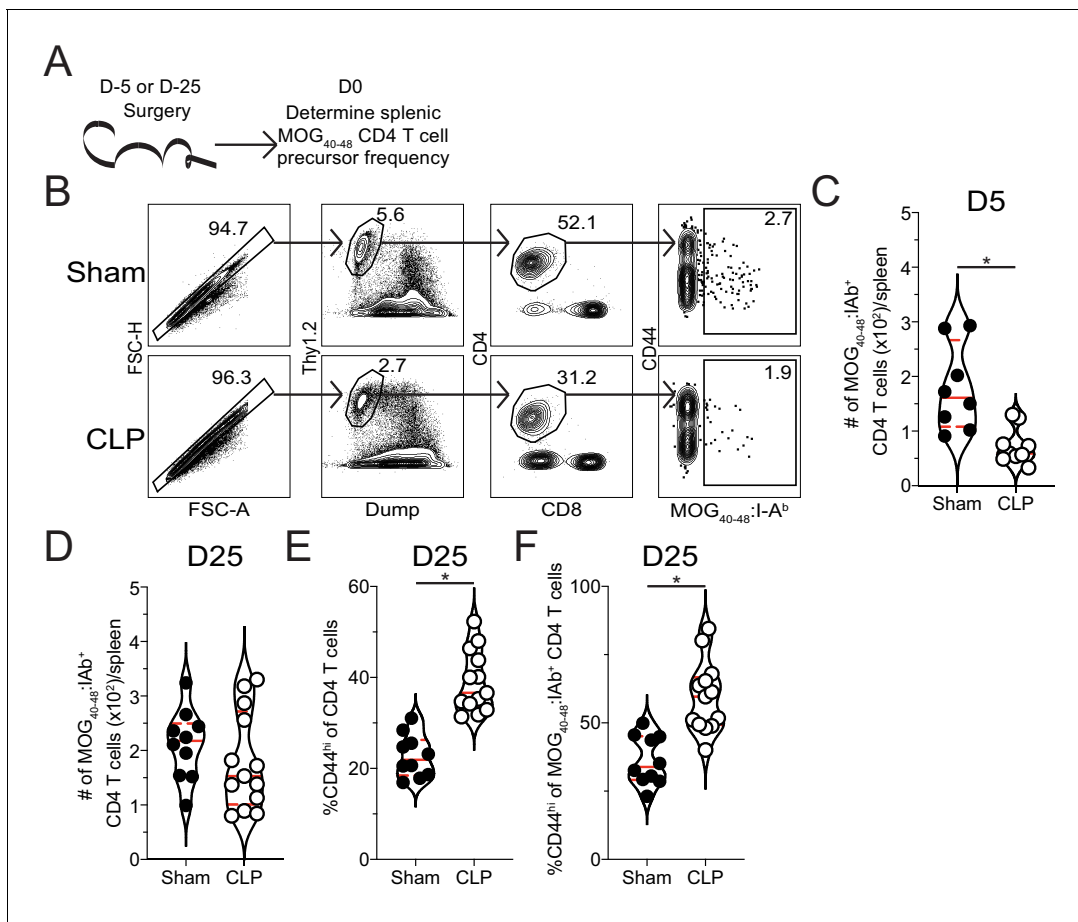 A
D-5 or D-25
Surgery
D0
Determine splenic
MOG40-48 CD4 T cell
precursor frequency
B
Sham
CLP
FSC-H
94.7
96.3
FSC-A
Thy1.2
5.6
2.7
Dump
CD4
52.1
31.2
CD8
CD44
2.7
1.9
MOG40-48:I-Ab
C
D5
*
# of MOG40-48:IAb+
CD4 T cells (x102)/spleen
5
4
3
2
1
0
Sham CLP
D
D25
# of MOG40-48:IAb+
CD4 T cells (x102)/spleen
5
4
3
2
1
0
Sham CLP
E
D25
*
%CD44hi of CD4 T cells
60
40
20
0
Sham CLP
F
D25
*
%CD44hi of MOG40-48:IAb+ CD4 T cells
100
50
0
Sham CLP